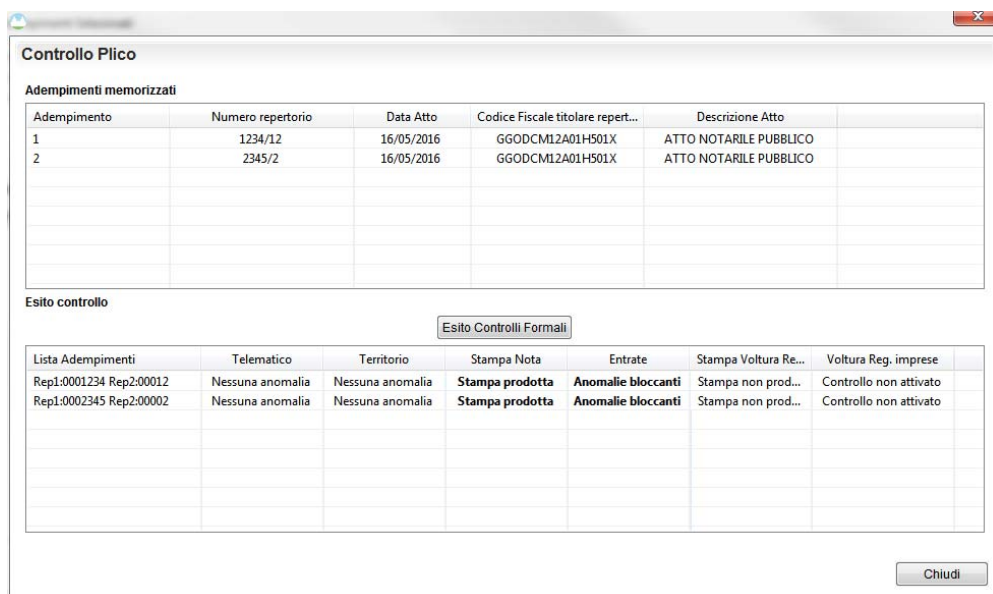 Controllo Plico
Adempimenti memorizzati
Adempimento Numero repertorio Data Atto Codice Fiscale titolare repert... Descrizione Atto
1 1234/12 16/05/2016 GGODCM12A01H501X ATTO NOTARILE PUBBLICO
2 2345/2 16/05/2016 GGODCM12A01H501X ATTO NOTARILE PUBBLICO
Esito controllo
Esito Controlli Formali
Lista Adempimenti Telematico Territorio Stampa Nota Entrate Stampa Voltura Re... Voltura Reg. imprese
Rep1:0001234 Rep2:00012 Nessuna anomalia Nessuna anomalia Stampa prodotta Anomalie bloccanti Stampa non prod... Controllo non attivato
Rep1:0002345 Rep2:00002 Nessuna anomalia Nessuna anomalia Stampa prodotta Anomalie bloccanti Stampa non prod... Controllo non attivato
Chiudi